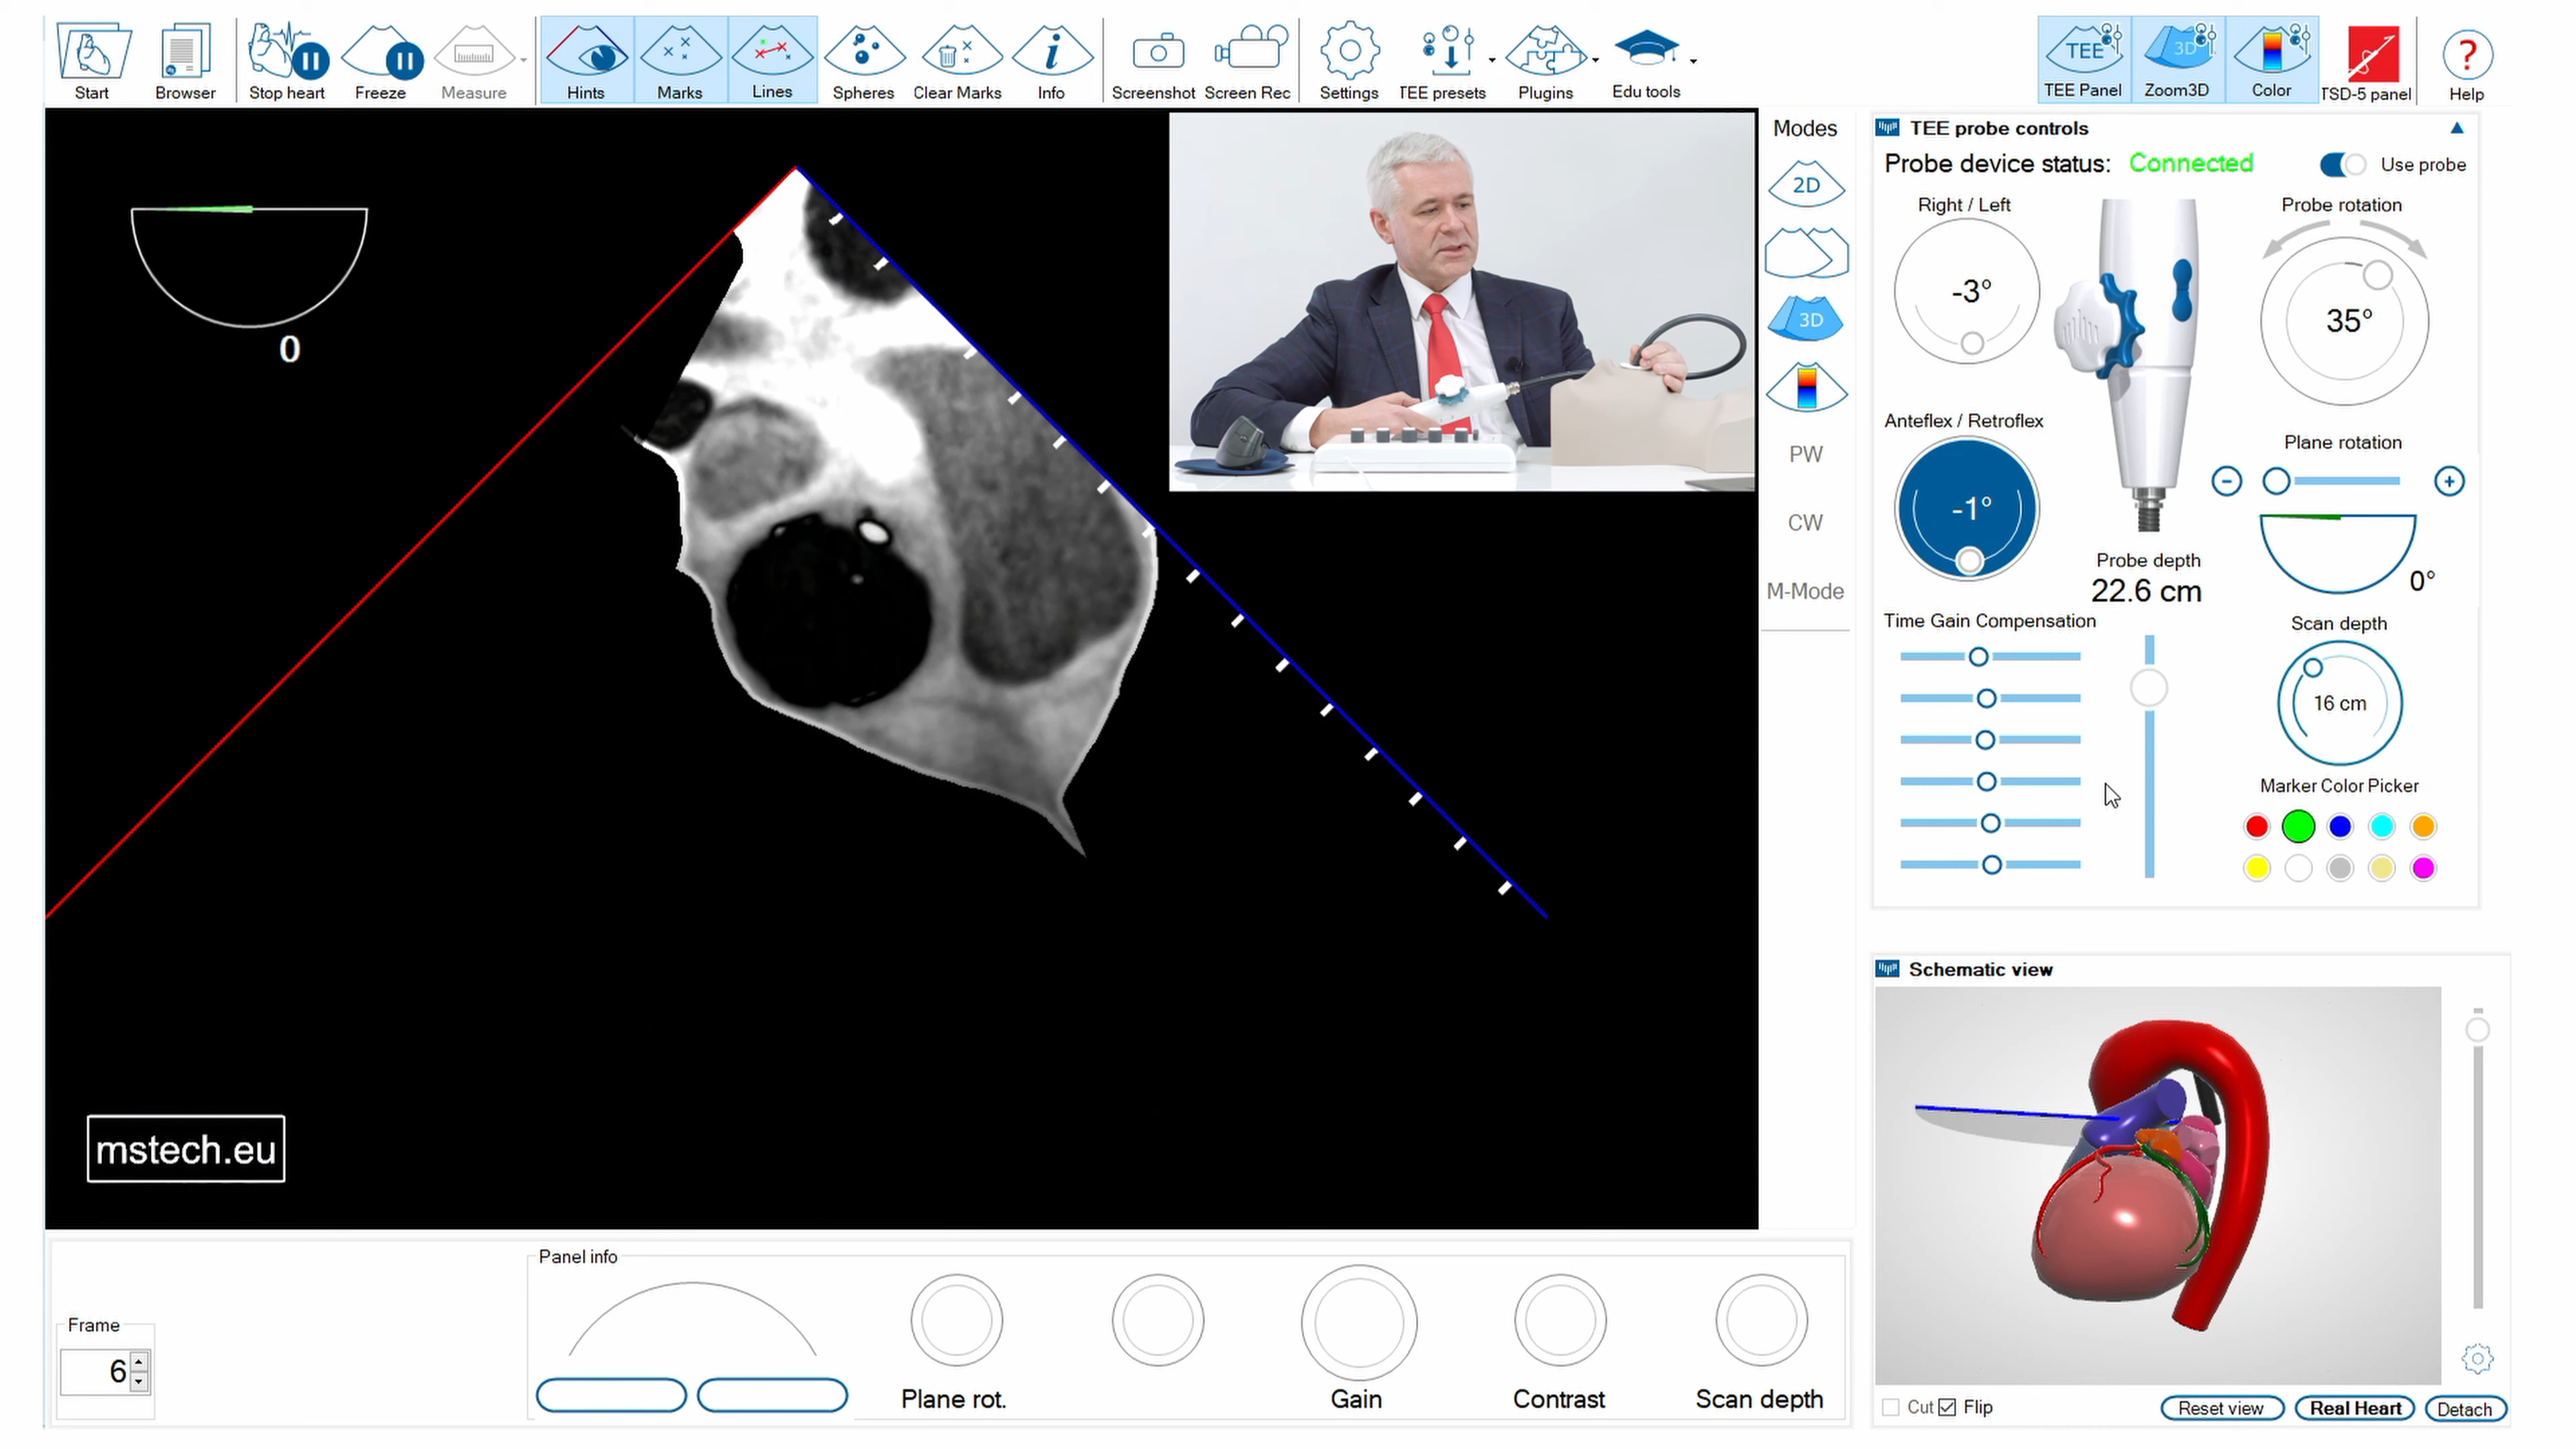 Start
Browser
Stop heart
Freeze
Measure
Hints
Marks
Lines
Spheres
Clear Marks
Info
Screenshot
Screen Rec
Settings
TEE presets
Plugins
Edu tools
TEE
TEE Panel
3D
Zoom3D
Color
TSD-5 panel
?
Help
0
mstech.eu
Modes
2D
3D
PW
CW
M-Mode
TEE probe controls
Probe device status: Connected
Use probe
Right / Left
-3°
Probe rotation
35°
Anteflex / Retroflex
-1°
Plane rotation
0°
Probe depth
22.6 cm
Time Gain Compensation
Scan depth
16 cm
Marker Color Picker
Schematic view
Cut
Flip
Reset view
Real Heart
Detach
Frame
6
Panel info
Plane rot.
Gain
Contrast
Scan depth